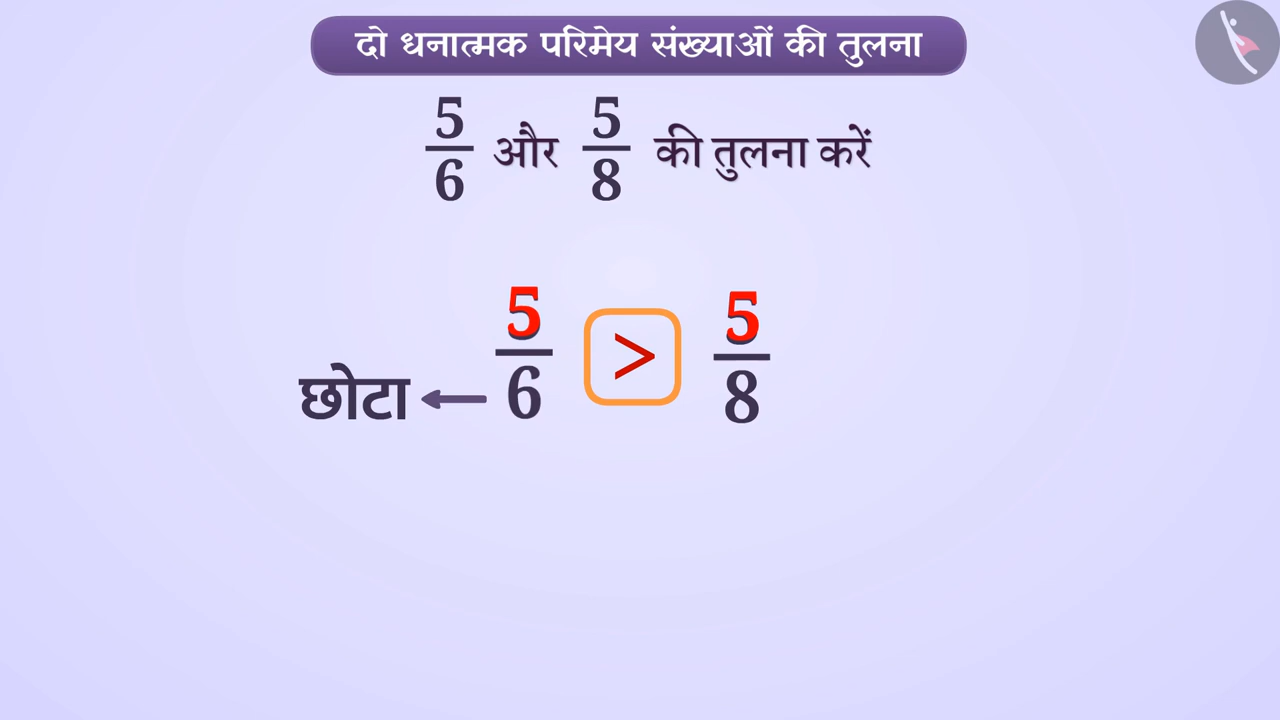 दो धनात्मक परिमेय संख्याओं की तुलना
5/6 और 5/8 की तुलना करें
छोटा ← 5/6 > 5/8